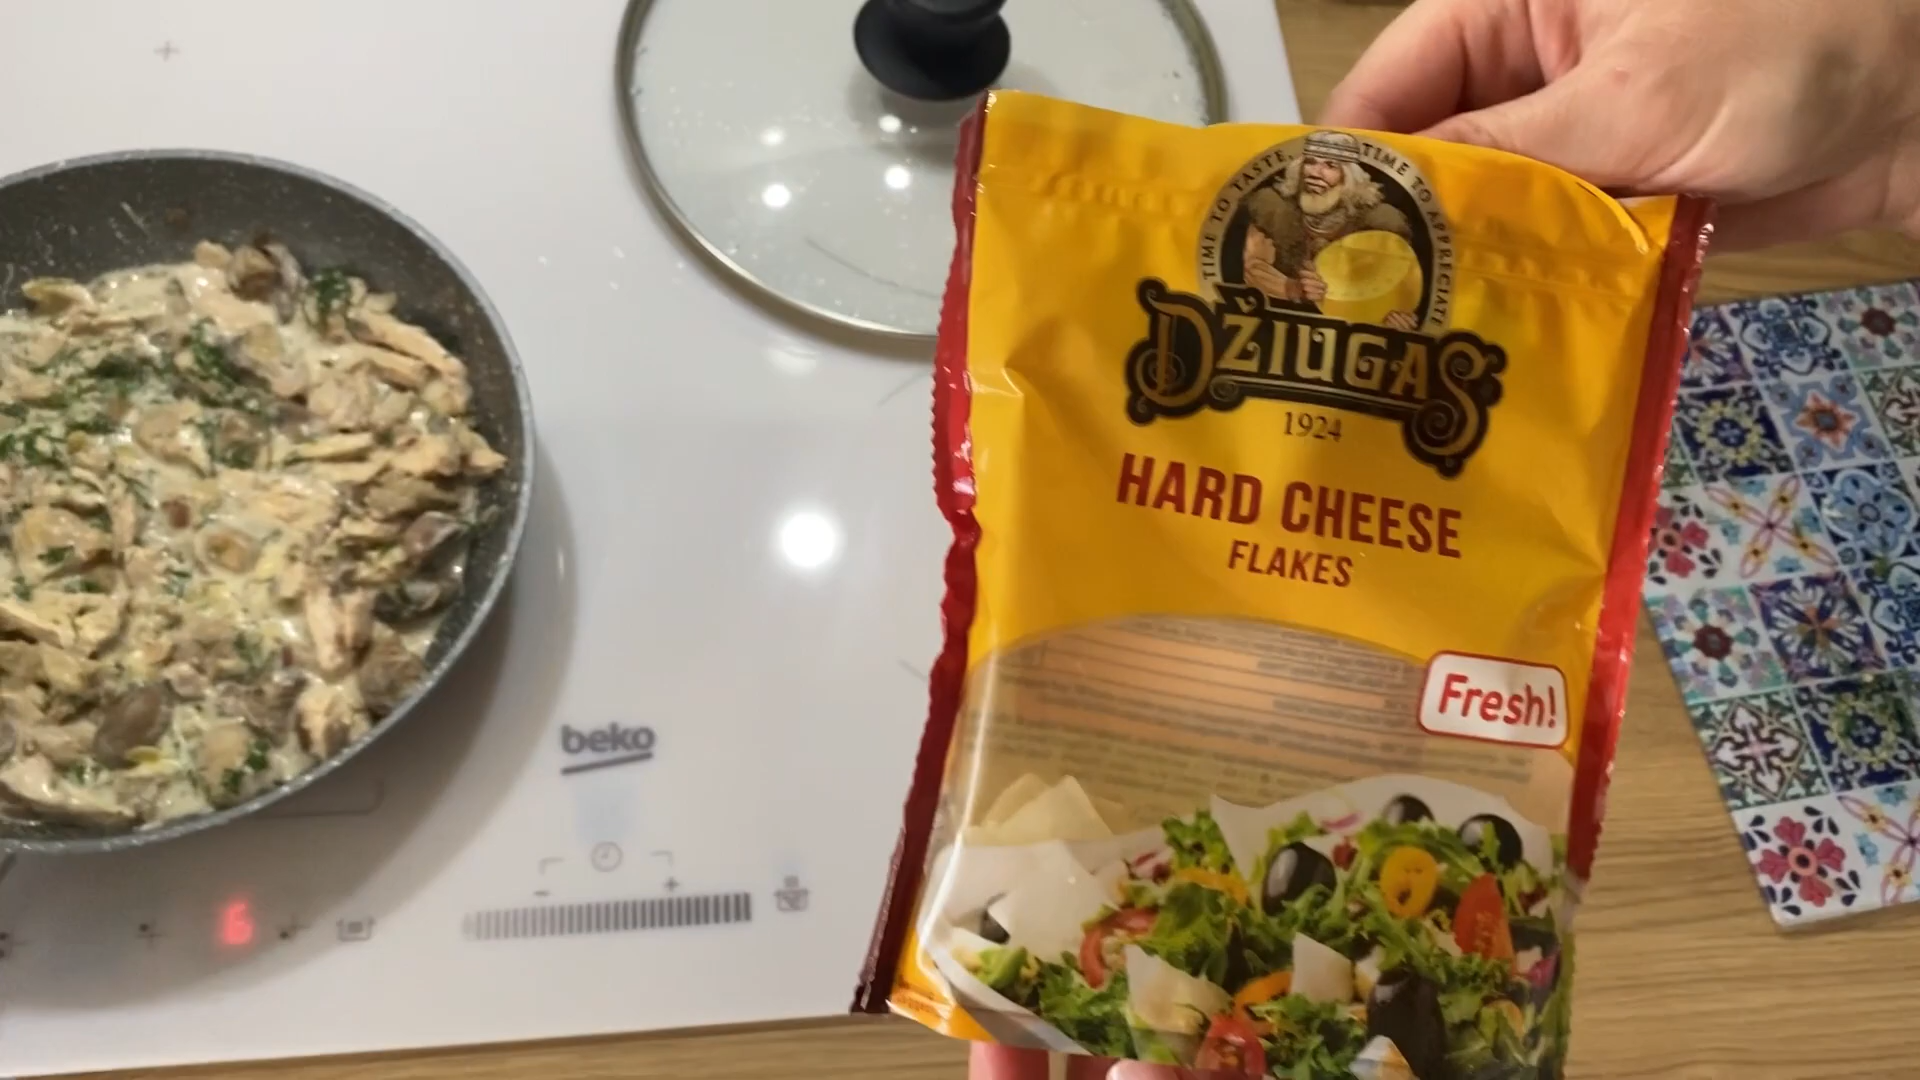 TIME TO TASTE, TIME TO APPRECIATE
DŽIUGAS
1924
HARD CHEESE
FLAKES
Fresh!
beko
- +
6